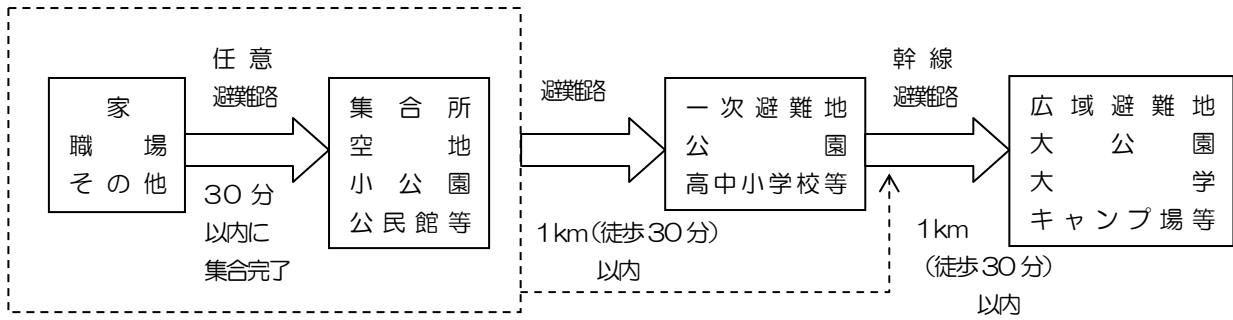 家
職場
その他
任意
避難路
30分
以内に
集合完了
集合所
空地
小公園
公民館等
避難路
1km(徒歩30分)
以内
一次避難地
公園
高中小学校等
幹線
避難路
1km
(徒歩30分)
以内
広域避難地
大公園
大学
キャンプ場等